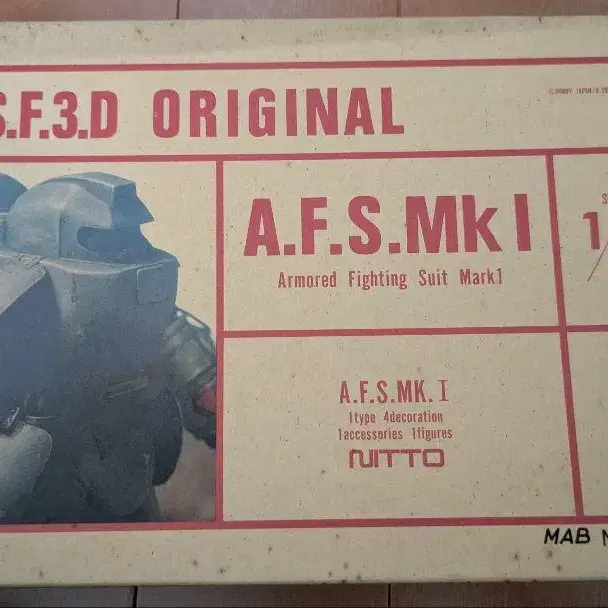 S.F.3.D ORIGINAL
A.F.S.Mk I
Armored Fighting Suit Mark1
1/
A.F.S.MK. I
1type 4decoration
1accessories 1figures
NITTO
MAB